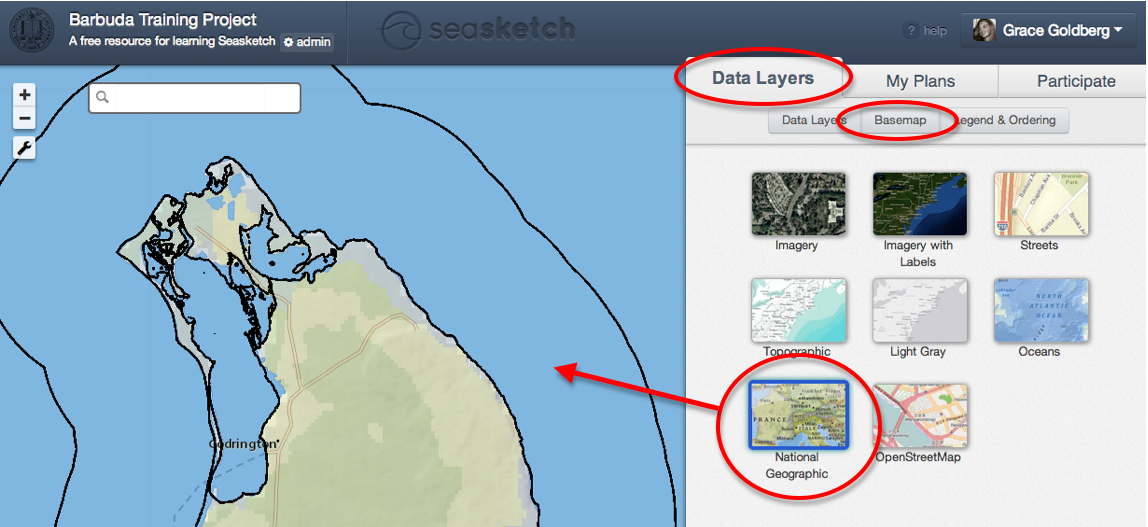 Barbuda Training Project
A free resource for learning Seasketch admin
seasketch
? help
Grace Goldberg
Data Layers
My Plans
Participate
Data Layers
Basemap
Legend & Ordering
Imagery
Imagery with
Labels
Streets
Topographic
Light Gray
Oceans
NORTH
ATLANTIC
OCEAN
FRANCE
ITALY
National
Geographic
OpenStreetMap
Codrington